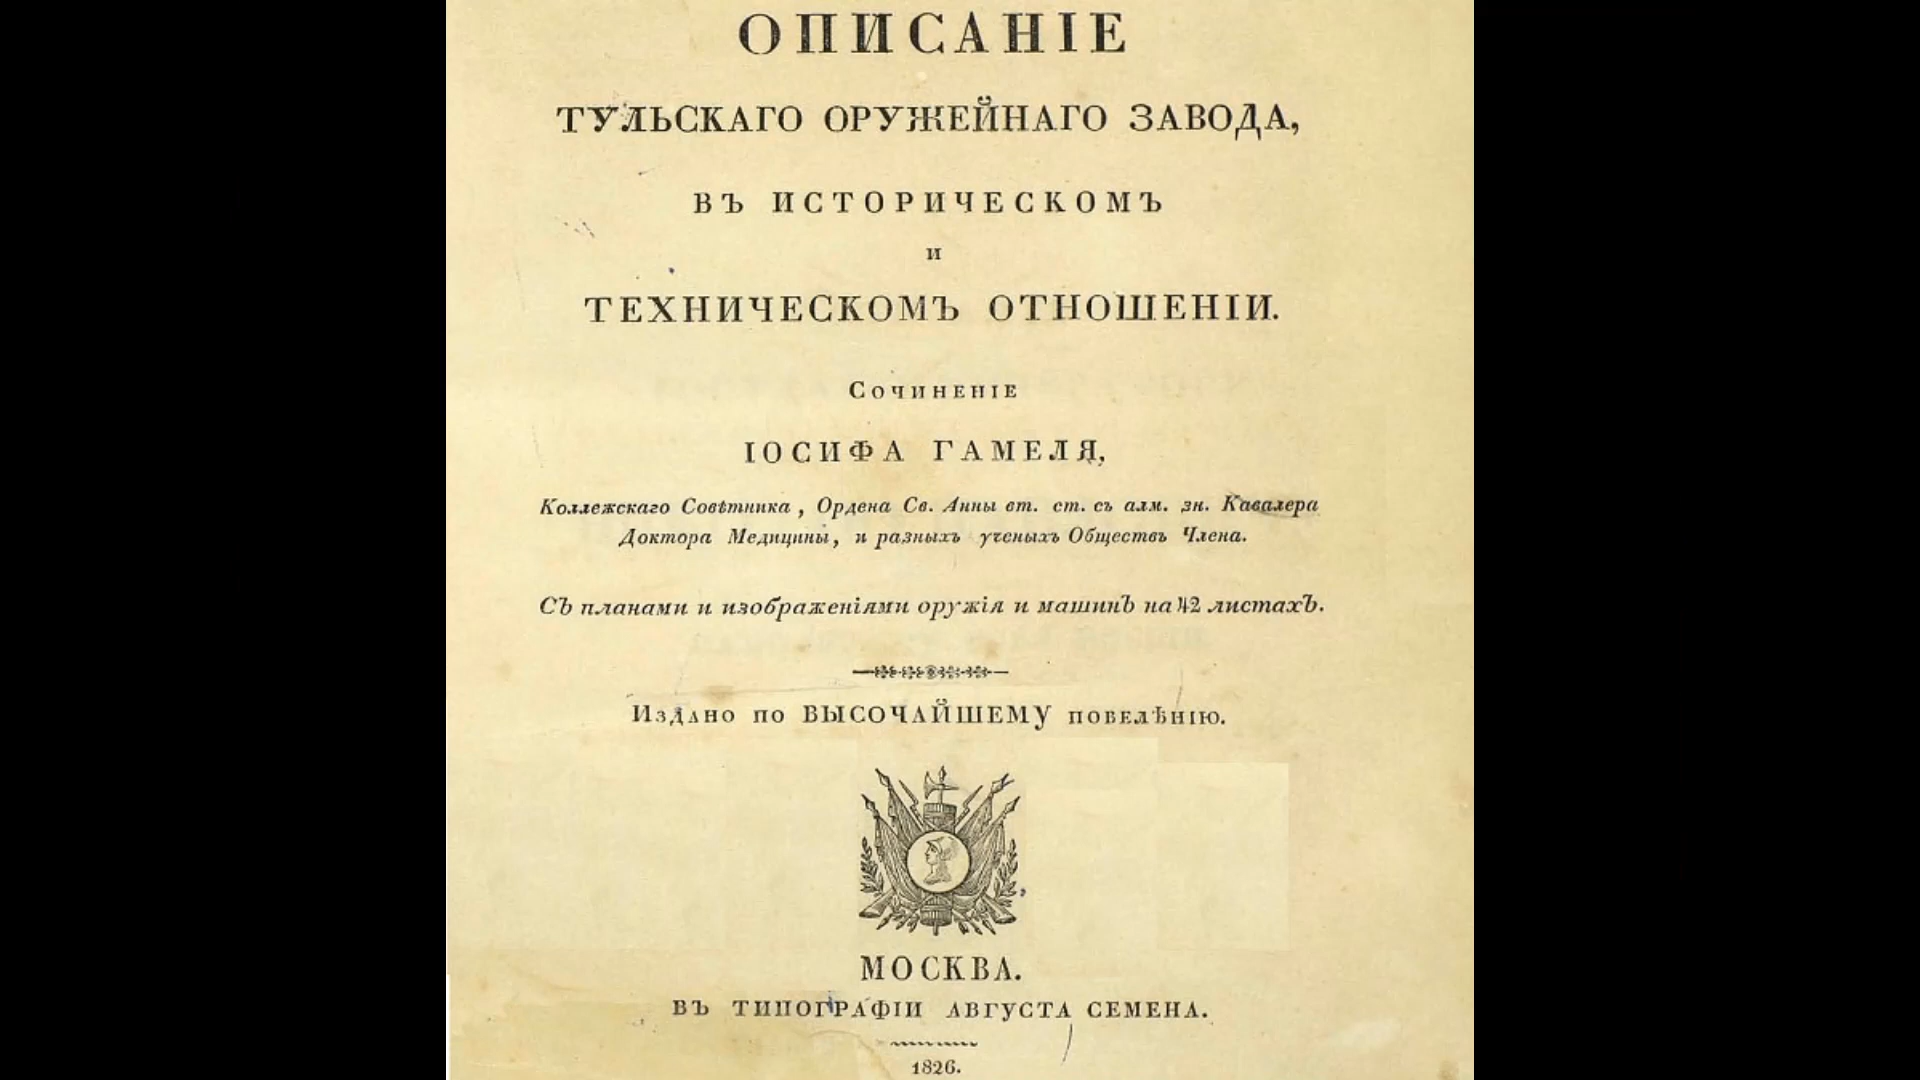 ОПИСАНІЕ
ТУЛЬСКАГО ОРУЖЕЙНАГО ЗАВОДА,
ВЪ ИСТОРИЧЕСКОМЪ
И
ТЕХНИЧЕСКОМЪ ОТНОШЕНІИ.
Сочиненіе
ІОСИФА ГАМЕЛЯ,
Коллежскаго Совѣтника, Ордена Св. Анны вт. ст. съ алм. зн. Кавалера
Доктора Медицины, и разныхъ ученыхъ Обществъ Члена.
Съ планами и изображеніями оружія и машинъ на 42 листахъ.
Издано по ВЫСОЧАЙШЕМУ повелѣнію.
МОСКВА.
ВЪ ТИПОГРАФІИ АВГУСТА СЕМЕНА.
1826.